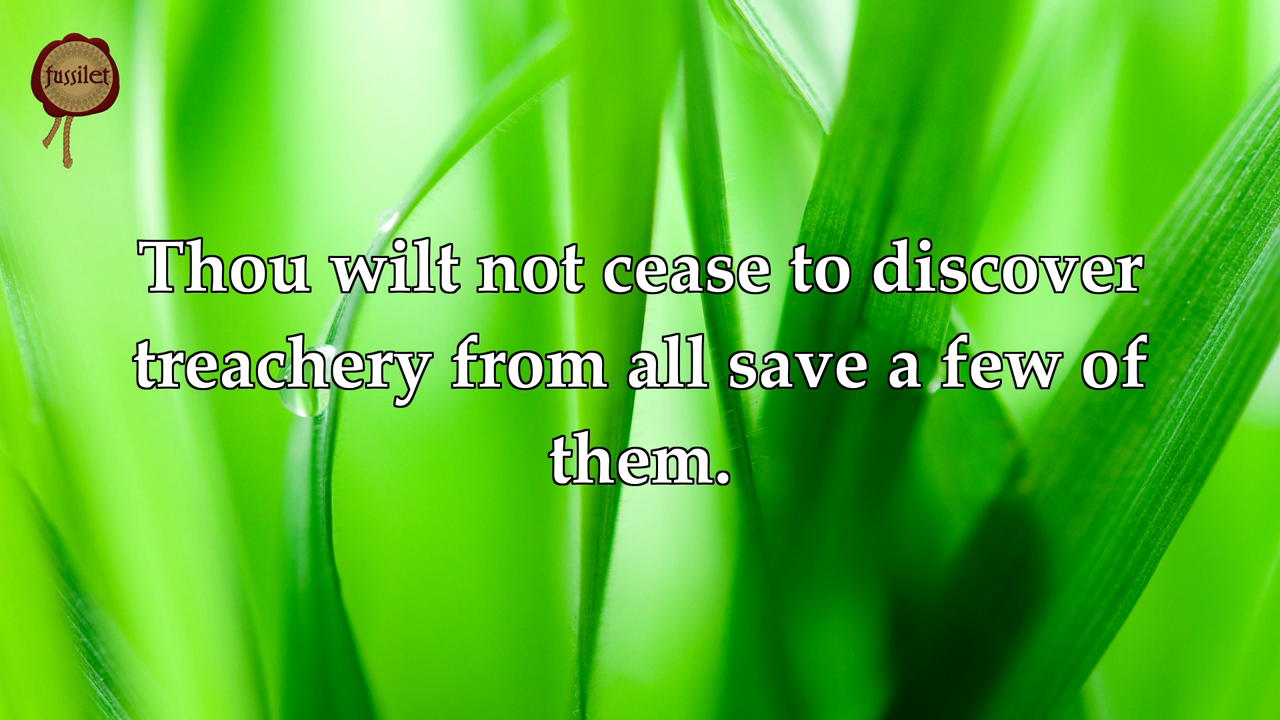 fussilet
Thou wilt not cease to discover
treachery from all save a few of
them.